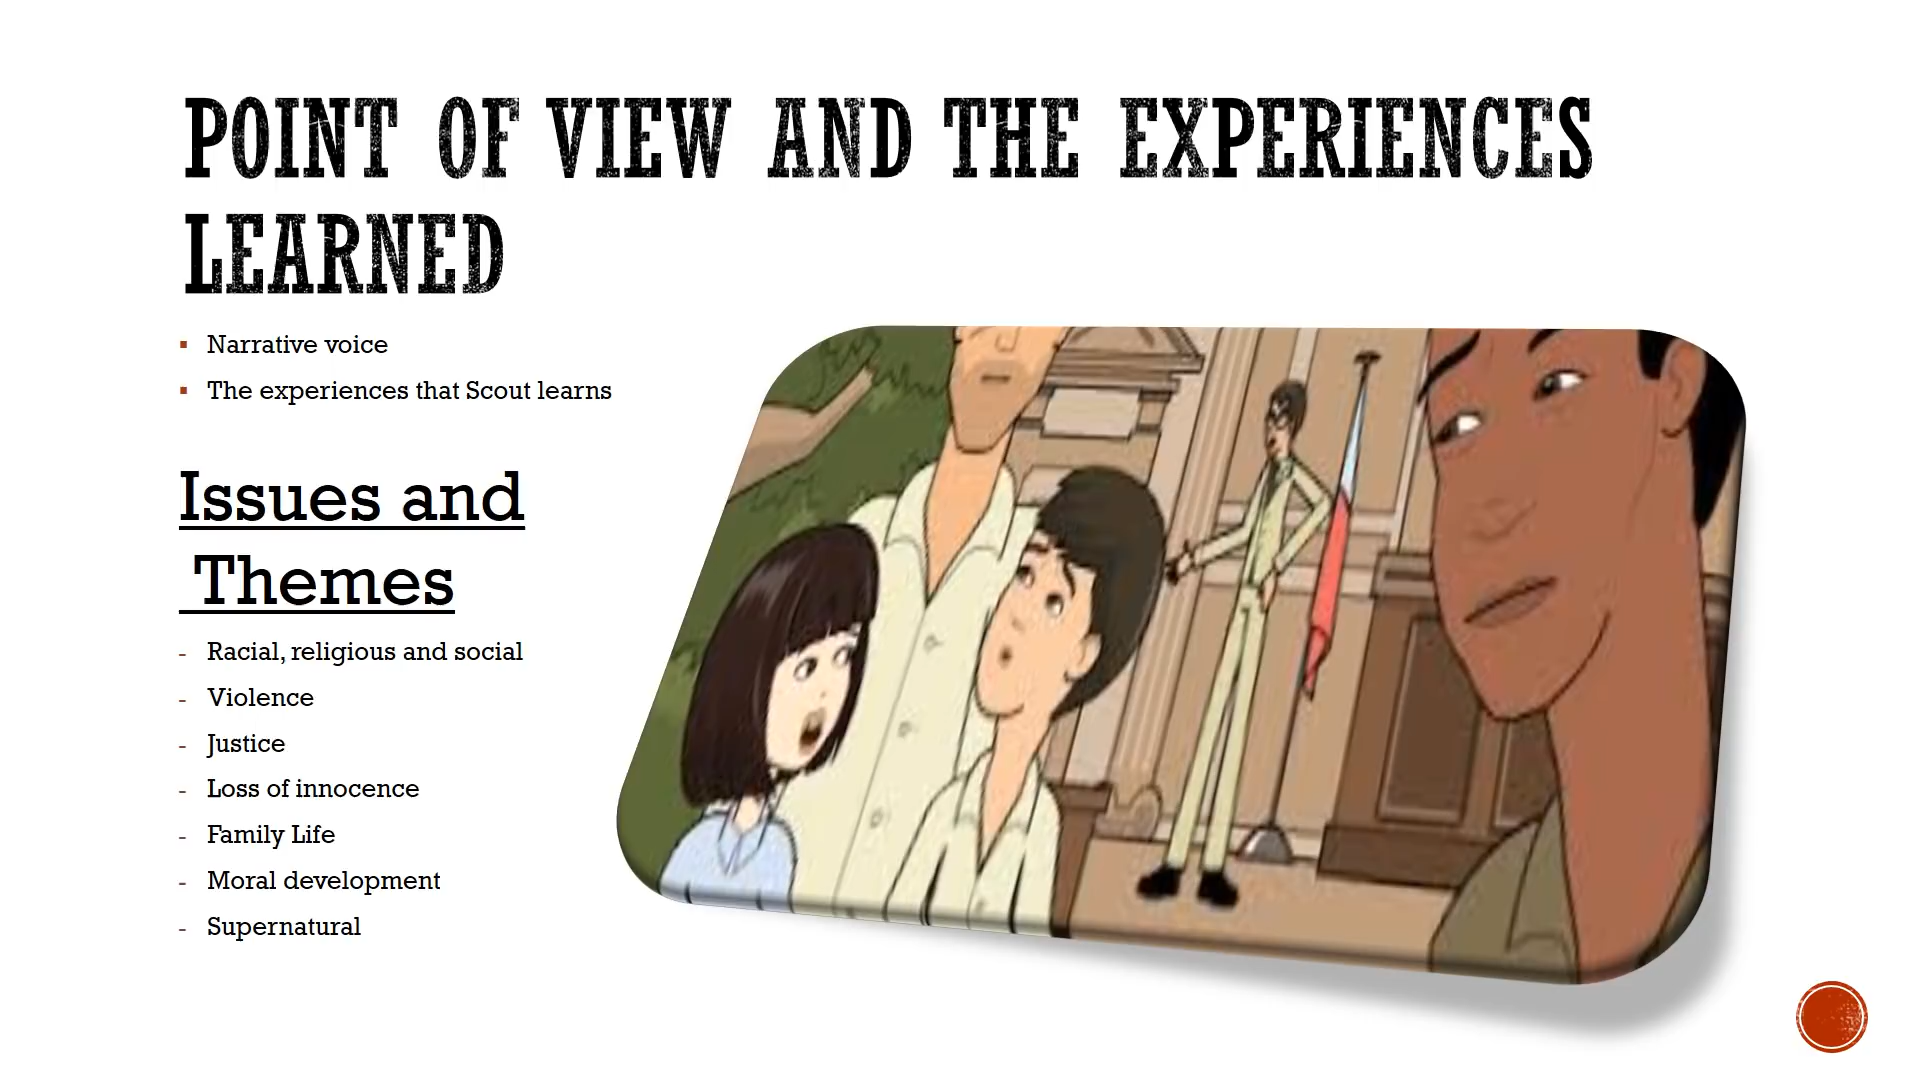 POINT OF VIEW AND THE EXPERIENCES
LEARNED
▪ Narrative voice
▪ The experiences that Scout learns
Issues and
Themes
- Racial, religious and social
- Violence
- Justice
- Loss of innocence
- Family Life
- Moral development
- Supernatural